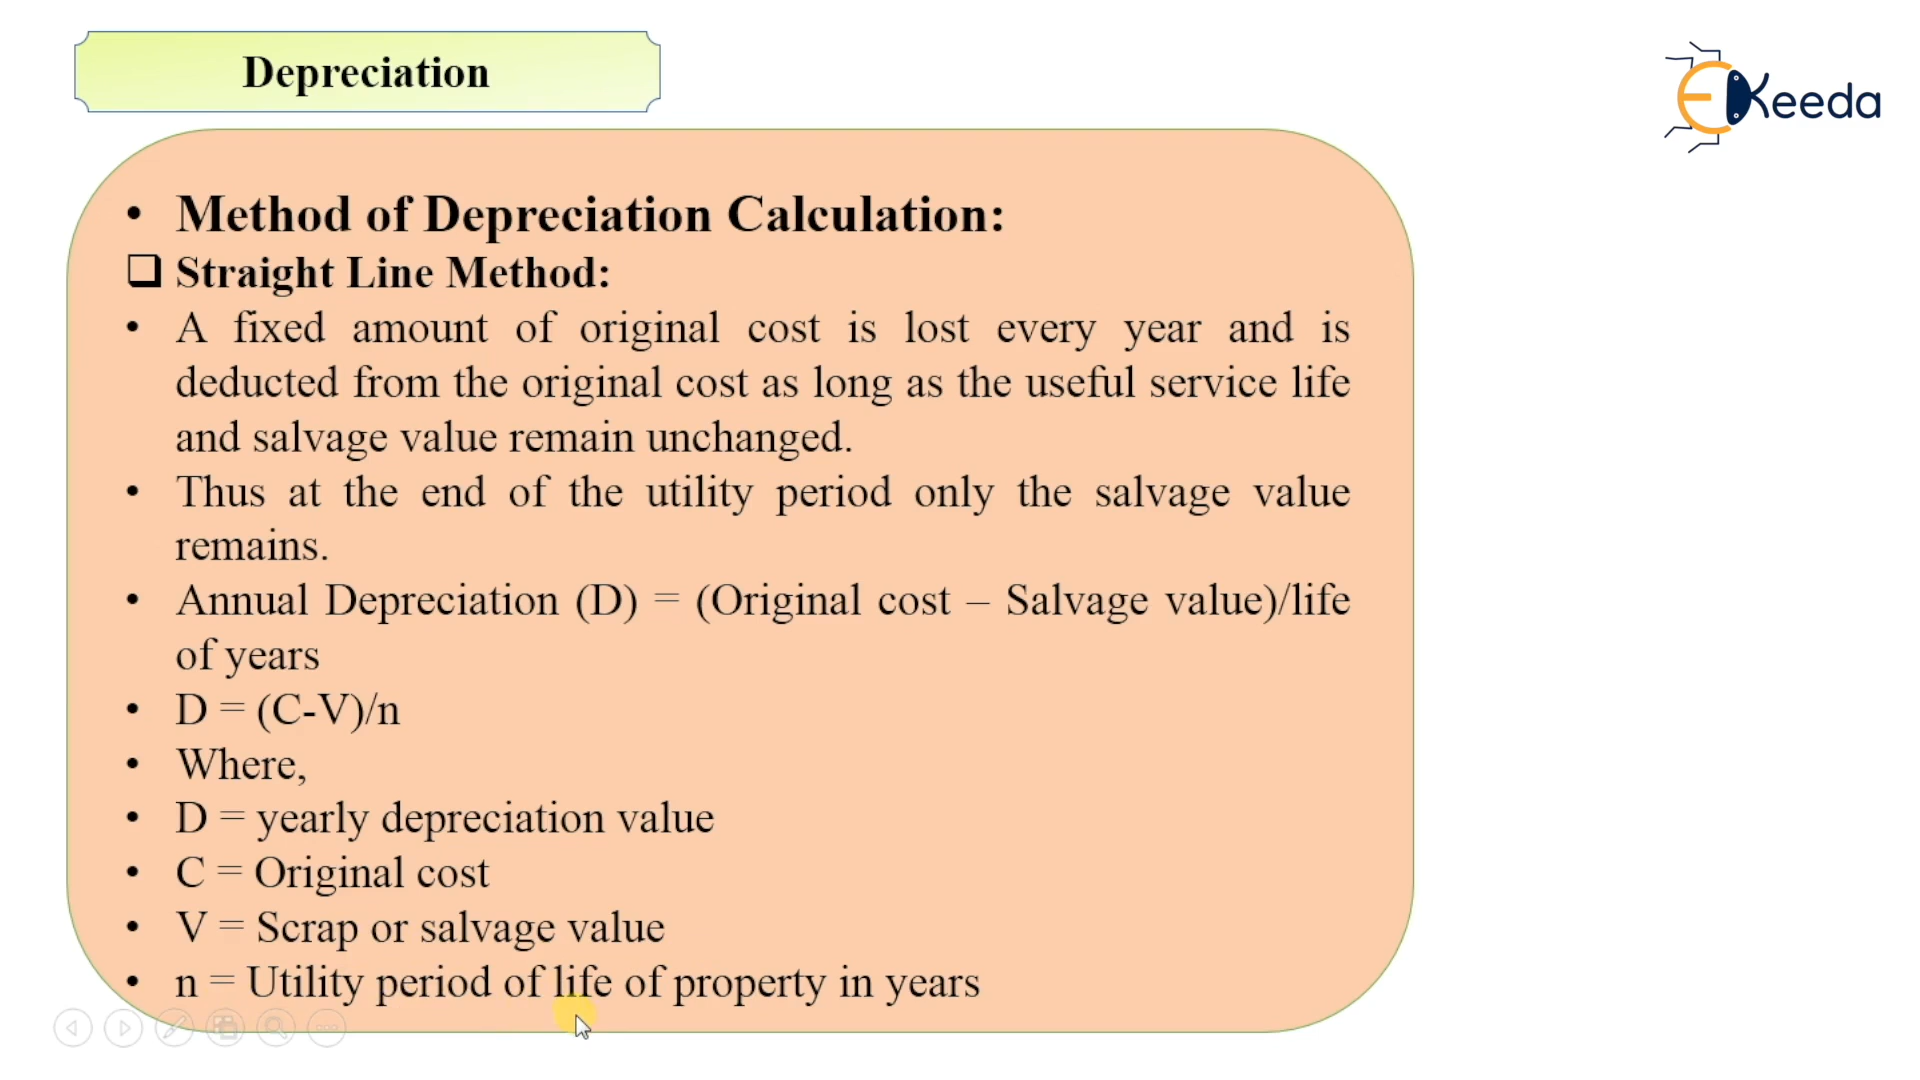 Depreciation
EKeeda
• Method of Depreciation Calculation:
❑ Straight Line Method:
• A fixed amount of original cost is lost every year and is
deducted from the original cost as long as the useful service life
and salvage value remain unchanged.
• Thus at the end of the utility period only the salvage value
remains.
• Annual Depreciation (D) = (Original cost – Salvage value)/life
of years
• D = (C-V)/n
• Where,
• D = yearly depreciation value
• C = Original cost
• V = Scrap or salvage value
• n = Utility period of life of property in years